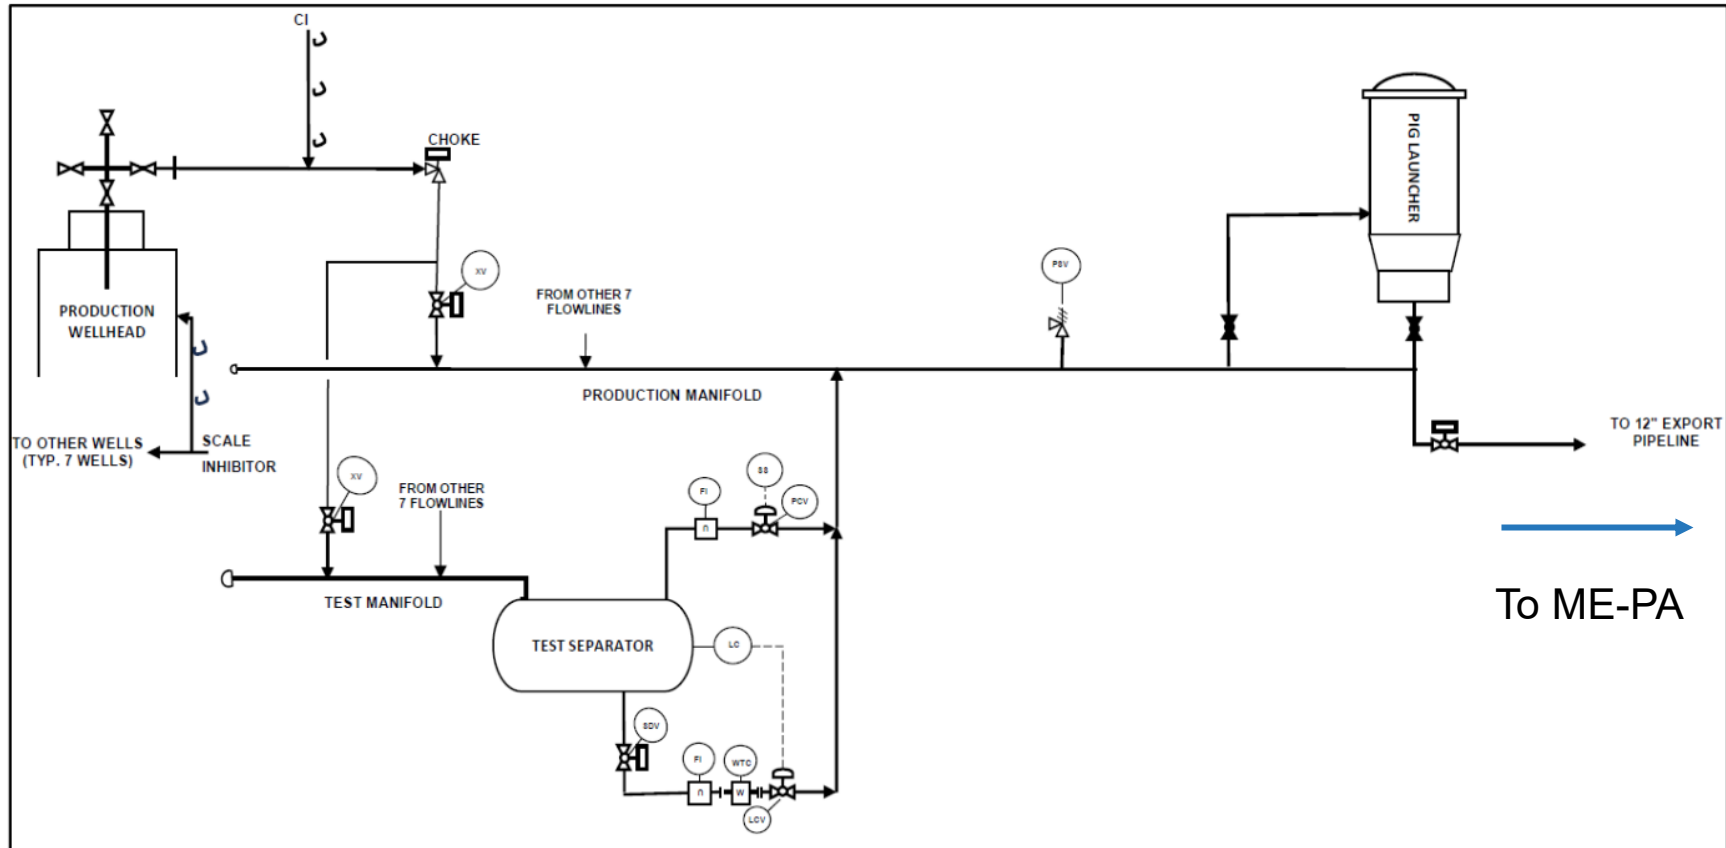 CI
CHOKE
PIG LAUNCHER
XV
PSV
FROM OTHER 7
FLOWLINES
PRODUCTION
WELLHEAD
PRODUCTION MANIFOLD
TO 12" EXPORT
PIPELINE
TO OTHER WELLS
(TYP. 7 WELLS)
SCALE
INHIBITOR
XV
FROM OTHER
7 FLOWLINES
FI
SS
PCV
n
To ME-PA
TEST MANIFOLD
TEST SEPARATOR
LC
SDV
FI
WTC
n
W
LCV